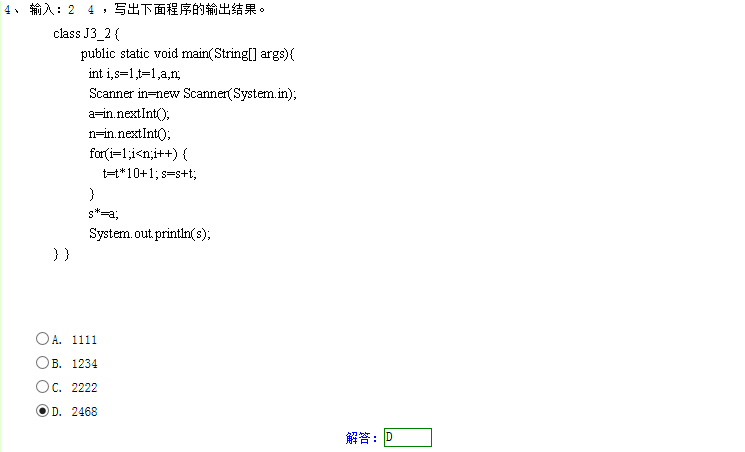 4、 输入：2 4 ，写出下面程序的输出结果。
class J3_2 {
public static void main(String[] args){
int i,s=1,t=1,a,n;
Scanner in=new Scanner(System.in);
a=in.nextInt();
n=in.nextInt();
for(i=1;i<n;i++) {
t=t*10+1; s=s+t;
}
s*=a;
System.out.println(s);
} }
A. 1111
B. 1234
C. 2222
D. 2468
解答：D